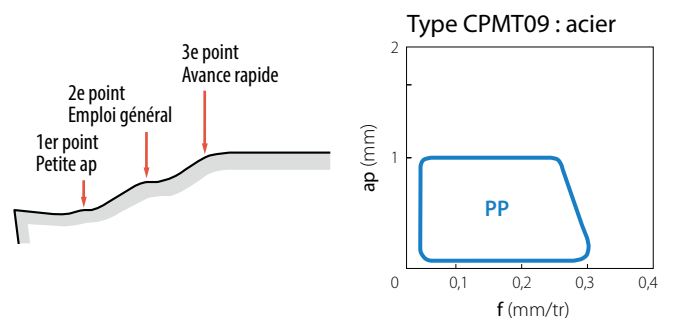 Type CPMT09 : acier
3e point
Avance rapide
2e point
Emploi général
1er point
Petite ap
2
1
0
ap (mm)
PP
0,1
0,2
0,3
0,4
f (mm/tr)